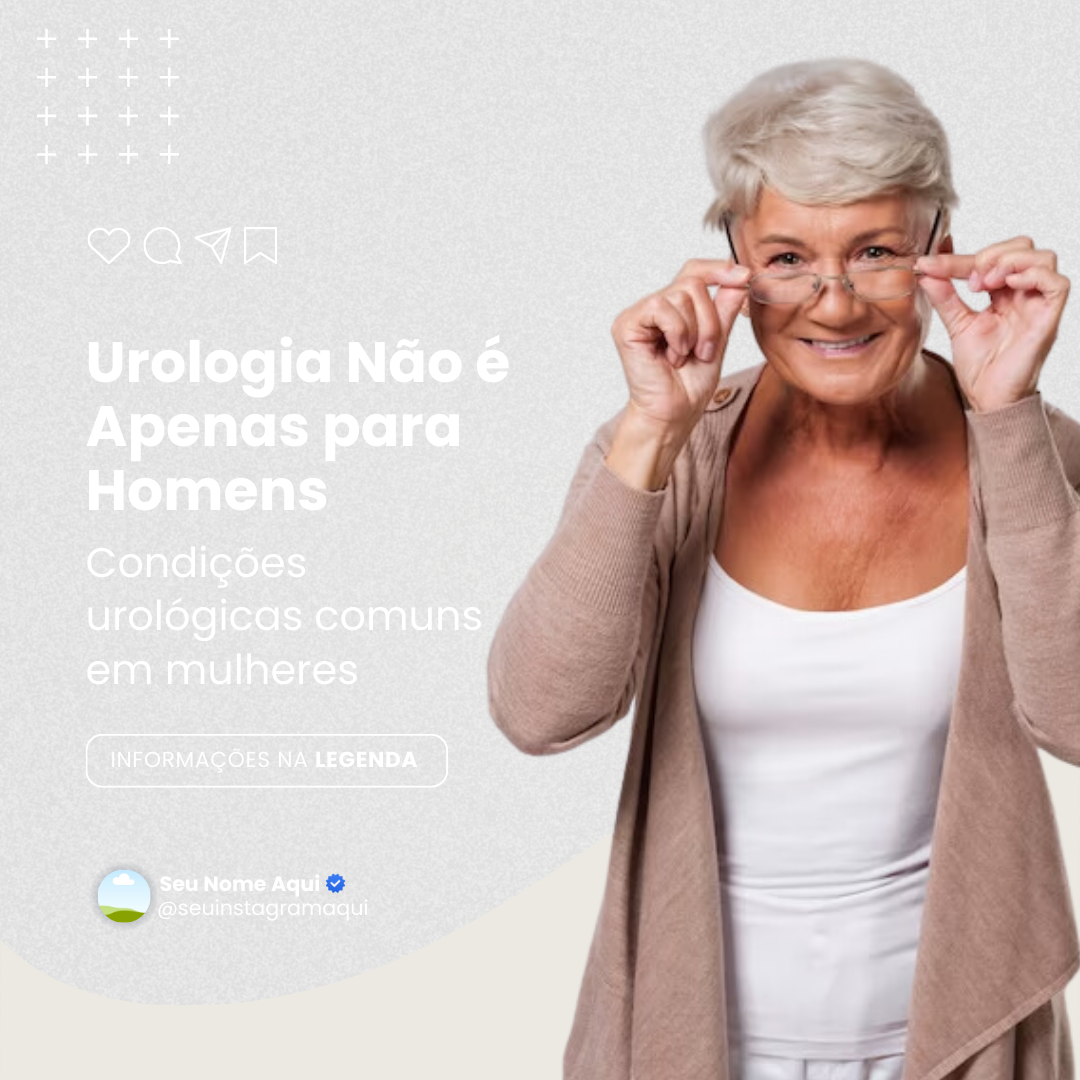 Urologia Não é
Apenas para
Homens
Condições
urológicas comuns
em mulheres
INFORMAÇÕES NA LEGENDA
Seu Nome Aqui
@seuinstagramaqui